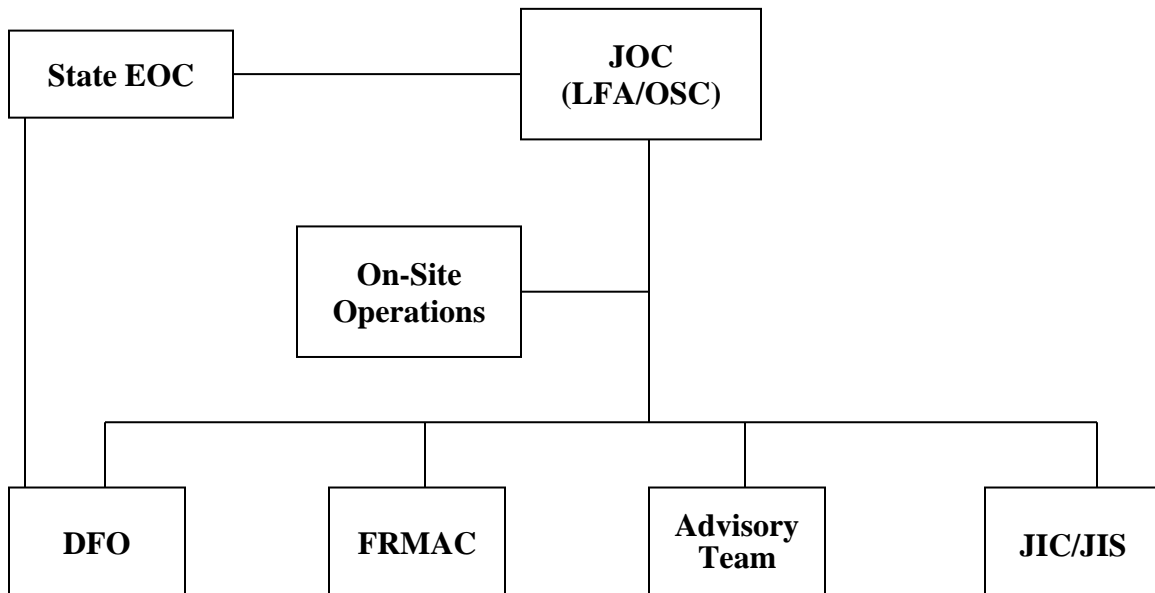 State EOC
JOC
(LFA/OSC)
On-Site
Operations
DFO
FRMAC
Advisory
Team
JIC/JIS